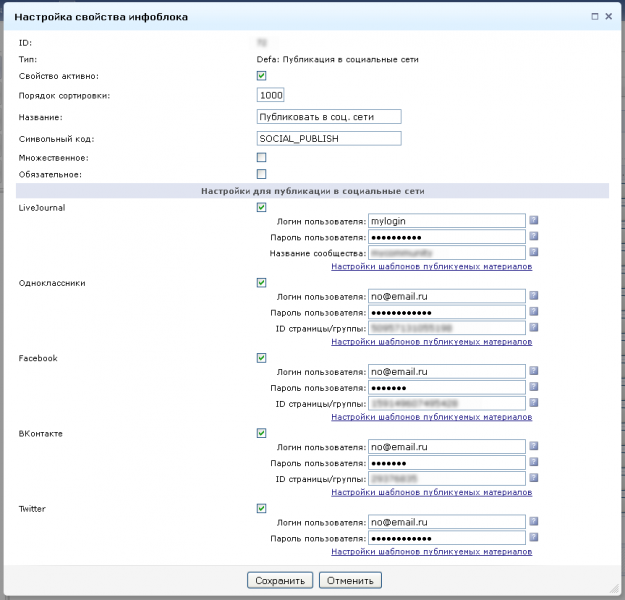 Настройка свойства инфоблока
ID:
Тип: Defa: Публикация в социальные сети
Свойство активно:
Порядок сортировки: 1000
Название: Публиковать в соц. сети
Символьный код: SOCIAL_PUBLISH
Множественное:
Обязательное:
Настройки для публикации в социальные сети
LiveJournal
Логин пользователя: mylogin ?
Пароль пользователя: •••••••••• ?
Название сообщества: ?
Настройки шаблонов публикуемых материалов
Одноклассники
Логин пользователя: no@email.ru ?
Пароль пользователя: •••••••••••• ?
ID страницы/группы: ?
Настройки шаблонов публикуемых материалов
Facebook
Логин пользователя: no@email.ru ?
Пароль пользователя: ••••••• ?
ID страницы/группы: ?
Настройки шаблонов публикуемых материалов
ВКонтакте
Логин пользователя: no@email.ru ?
Пароль пользователя: ••••••• ?
ID страницы/группы: ?
Настройки шаблонов публикуемых материалов
Twitter
Логин пользователя: no@email.ru ?
Пароль пользователя: •••••••••••• ?
Настройки шаблонов публикуемых материалов
Сохранить Отменить